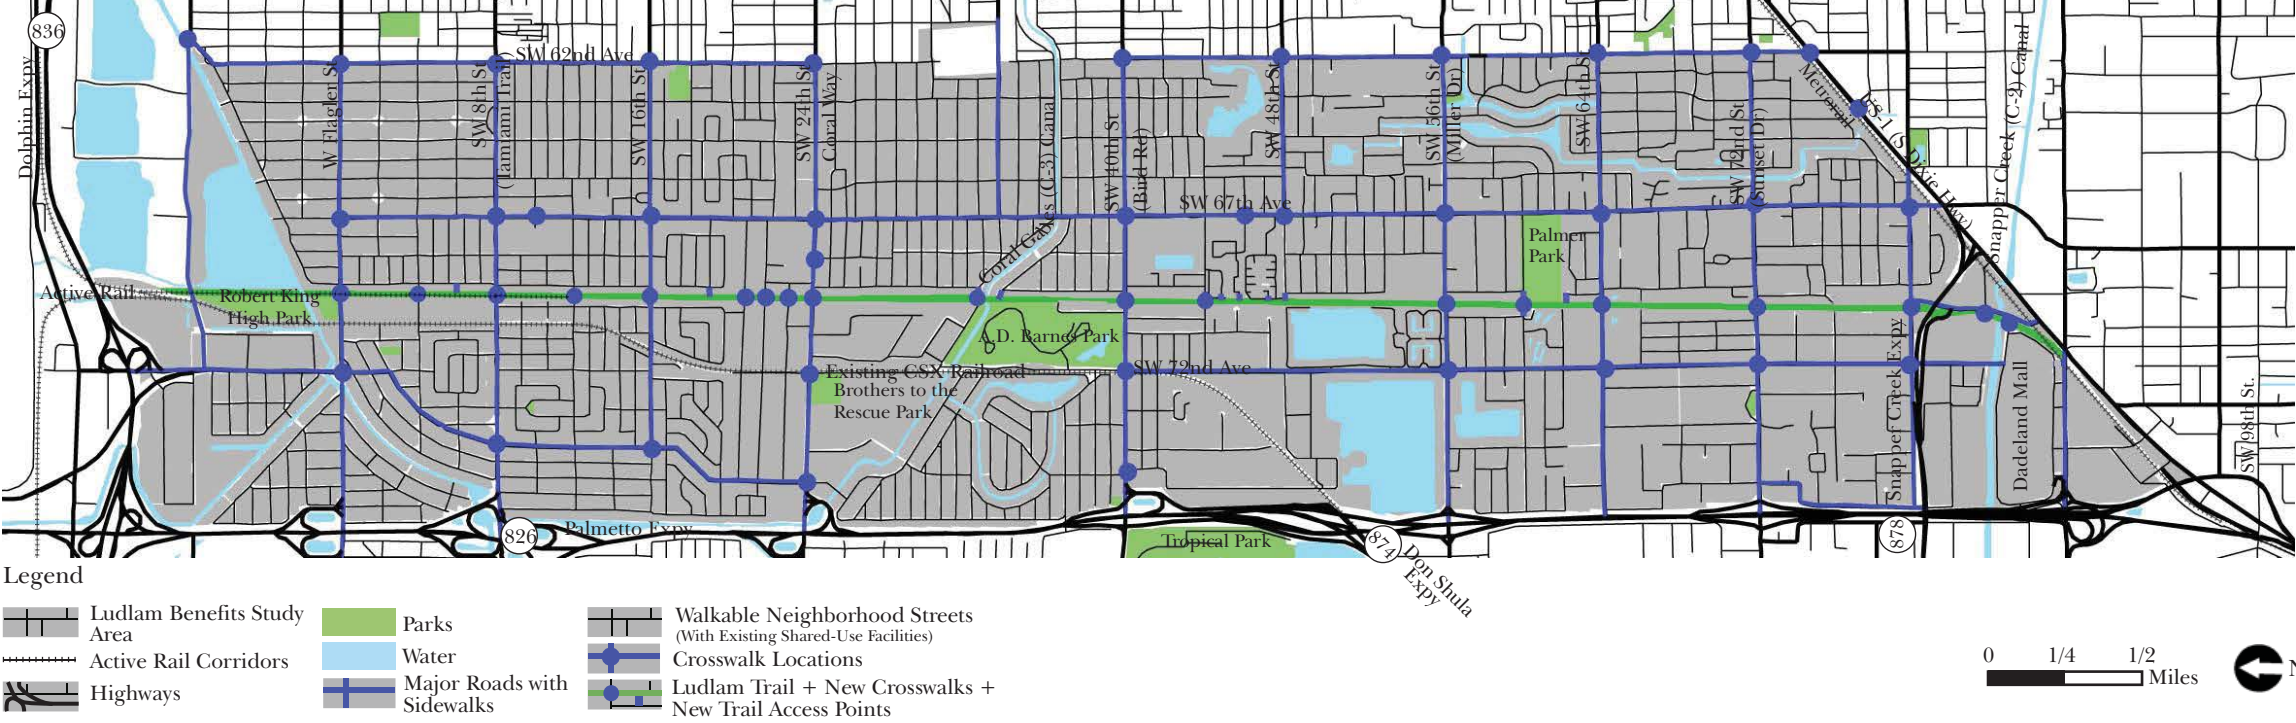 836
Dolphin Expy
SW 62nd Ave
W Flagler St
SW 8th St
(Tamiami Trail)
SW 16th St
SW 24th St
Coral Way
Coral Gables (C-3) Canal
SW 40th St
(Bird Rd)
SW 48th St
SW 56th St
(Miller Dr)
SW 64th St
SW 72nd St
(Sunset Dr)
Metrorail
US-1 (S Dixie Hwy)
Snapper Creek (C-2) Canal
SW 67th Ave
Palmer
Park
Active Rail
Robert King
High Park
A.D. Barnes Park
Existing CSX Railroad
SW 72nd Ave
Brothers to the
Rescue Park
Snapper Creek Expy
Dadeland Mall
SW 98th St.
826
Palmetto Expy
Tropical Park
874
Don Shula
Expy
878
Legend
Ludlam Benefits Study
Area
Active Rail Corridors
Highways
Parks
Water
Major Roads with
Sidewalks
Walkable Neighborhood Streets
(With Existing Shared-Use Facilities)
Crosswalk Locations
Ludlam Trail + New Crosswalks +
New Trail Access Points
0 1/4 1/2
Miles
N